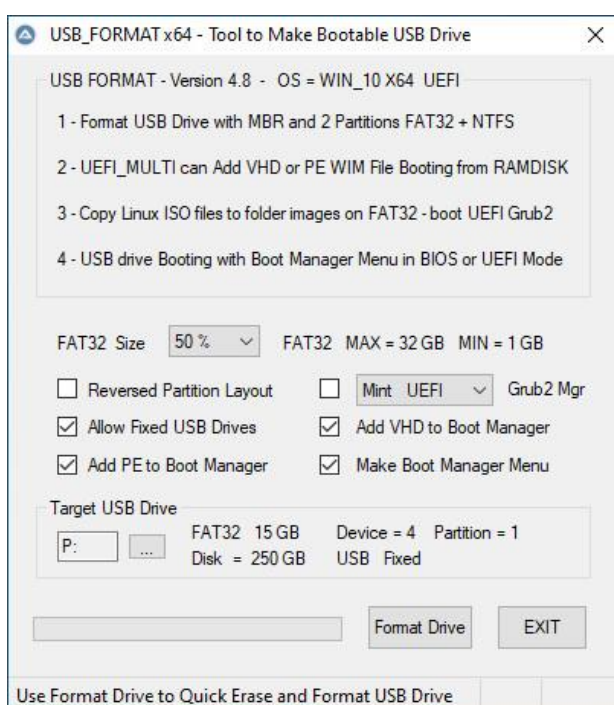 USB_FORMAT x64 - Tool to Make Bootable USB Drive
USB FORMAT - Version 4.8 - OS = WIN_10 X64 UEFI
1 - Format USB Drive with MBR and 2 Partitions FAT32 + NTFS
2 - UEFI_MULTI can Add VHD or PE WIM File Booting from RAMDISK
3 - Copy Linux ISO files to folder images on FAT32 - boot UEFI Grub2
4 - USB drive Booting with Boot Manager Menu in BIOS or UEFI Mode
FAT32 Size 50 % FAT32 MAX = 32 GB MIN = 1 GB
Reversed Partition Layout Mint UEFI Grub2 Mgr
Allow Fixed USB Drives Add VHD to Boot Manager
Add PE to Boot Manager Make Boot Manager Menu
Target USB Drive
P: ... FAT32 15 GB Device = 4 Partition = 1
Disk = 250 GB USB Fixed
Format Drive EXIT
Use Format Drive to Quick Erase and Format USB Drive